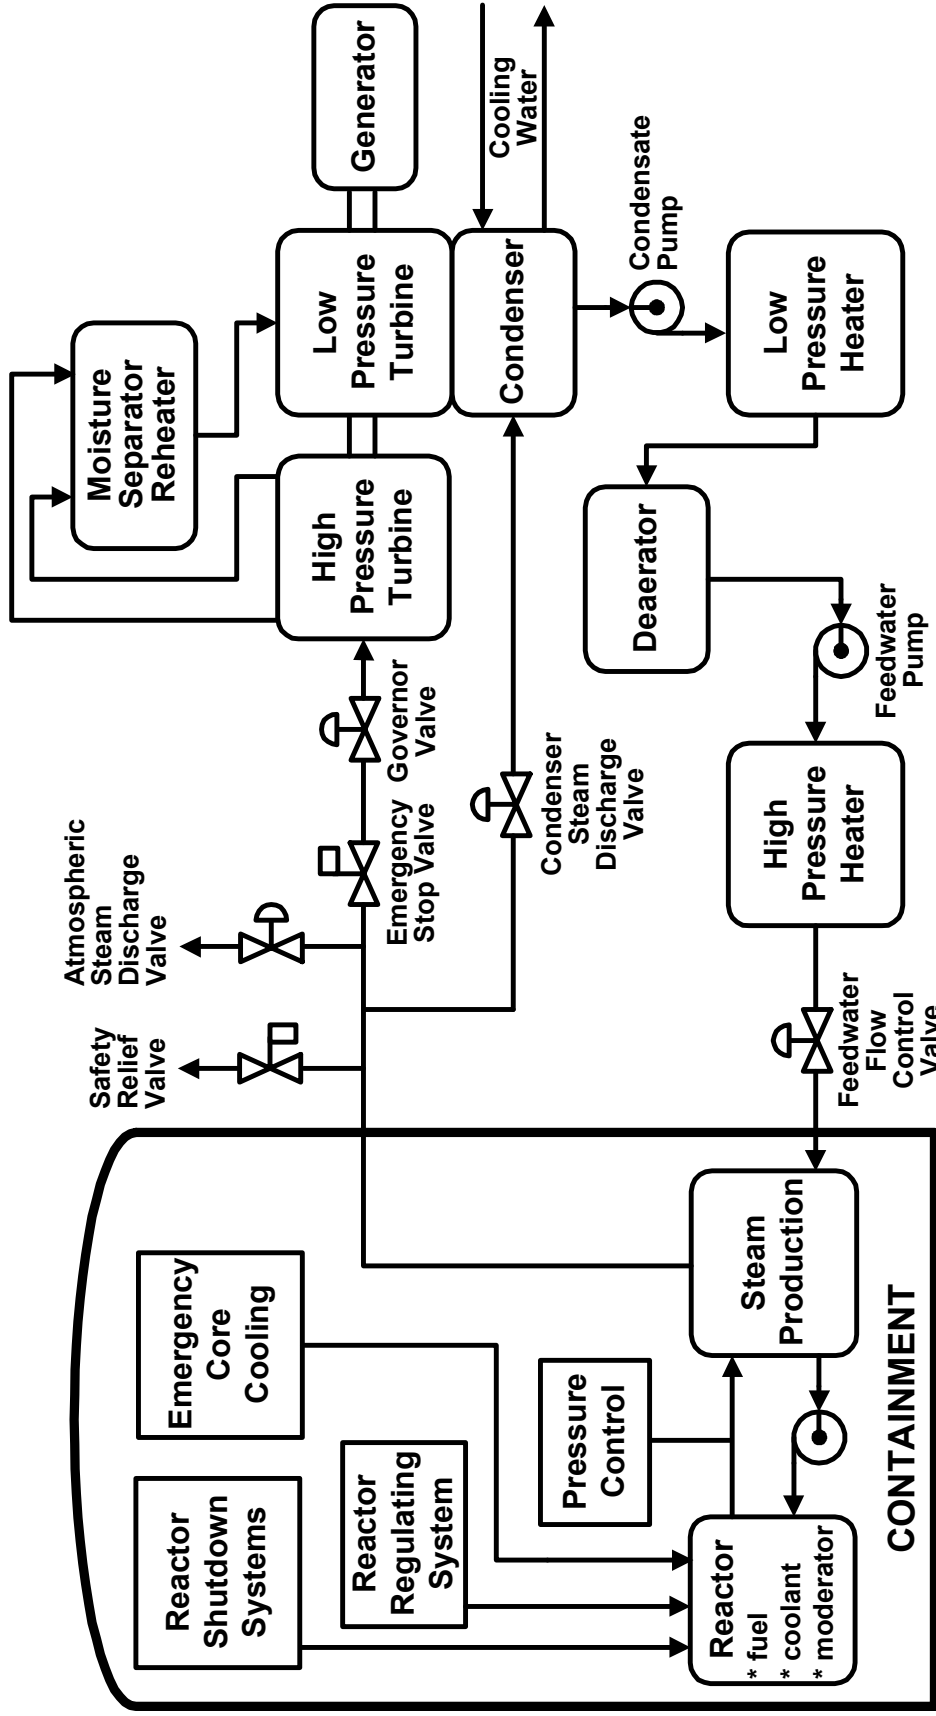 Reactor
Shutdown
Systems
Emergency
Core
Cooling
Reactor
Regulating
System
Pressure
Control
Reactor
* fuel
* coolant
* moderator
Steam
Production
CONTAINMENT
Safety
Relief
Valve
Atmospheric
Steam
Discharge
Valve
Emergency
Stop Valve
Governor
Valve
Condenser
Steam
Discharge
Valve
Moisture
Separator
Reheater
High
Pressure
Turbine
Low
Pressure
Turbine
Generator
Condenser
Cooling
Water
Condensate
Pump
Low
Pressure
Heater
Deaerator
Feedwater
Pump
High
Pressure
Heater
Feedwater
Flow
Control
Valve